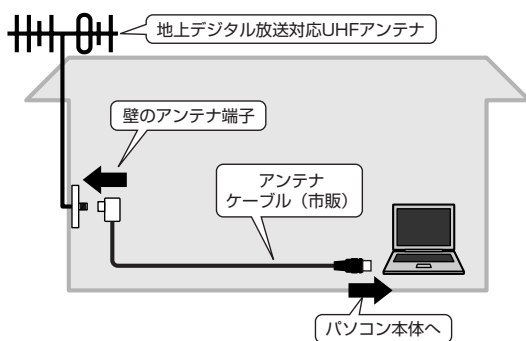 地上デジタル放送対応UHFアンテナ
壁のアンテナ端子
アンテナ
ケーブル（市販）
パソコン本体へ